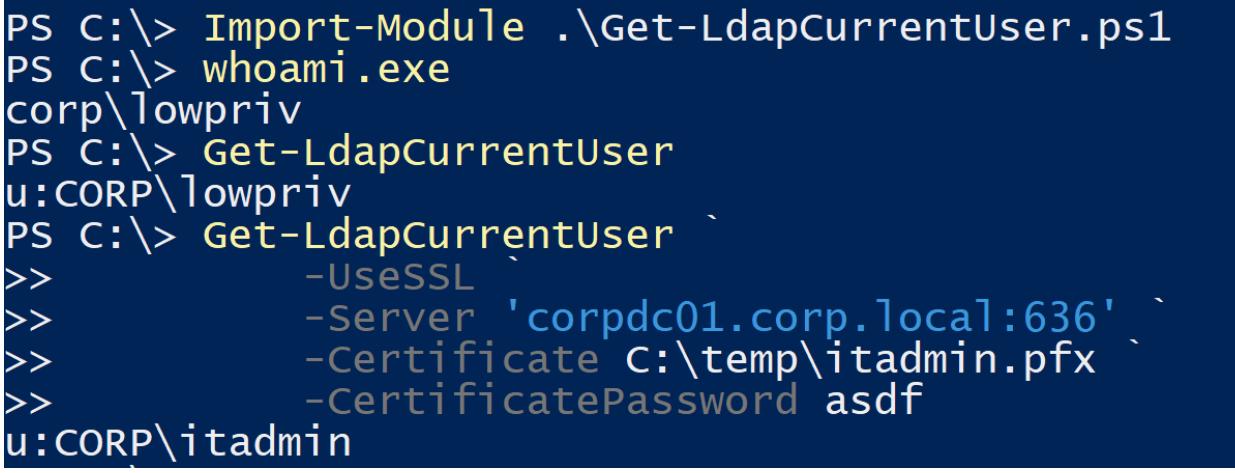 PS C:\> Import-Module .\Get-LdapCurrentUser.ps1
PS C:\> whoami.exe
corp\lowpriv
PS C:\> Get-LdapCurrentUser
u:CORP\lowpriv
PS C:\> Get-LdapCurrentUser `
>>             -UseSSL `
>>             -Server 'corpdc01.corp.local:636' `
>>             -Certificate C:\temp\itadmin.pfx `
>>             -CertificatePassword asdf
u:CORP\itadmin